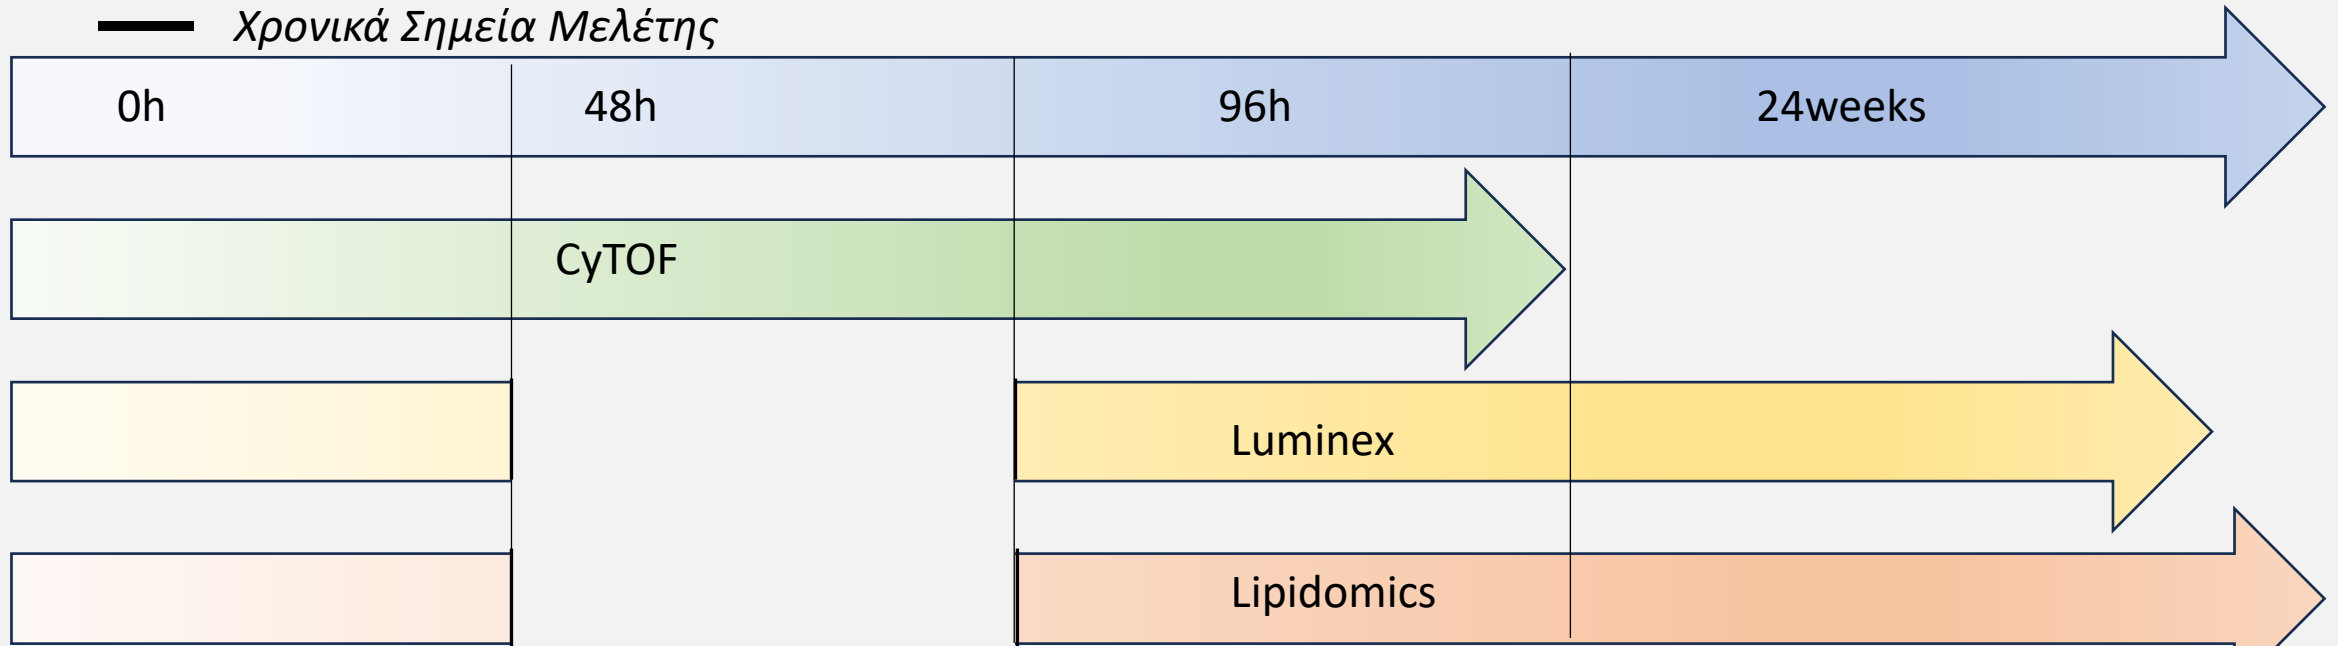 Χρονικά Σημεία Μελέτης
0h 48h 96h 24weeks
CyTOF
Luminex
Lipidomics